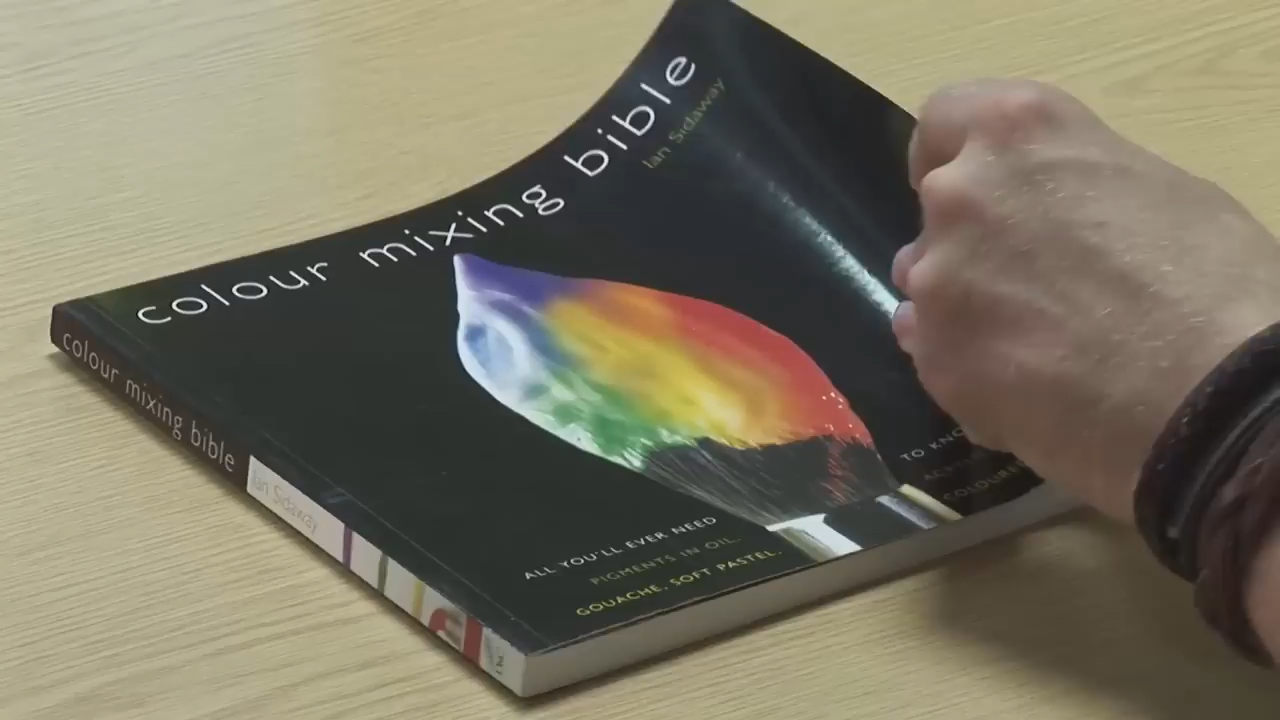 colour mixing bible
Ian Sidaway
colour mixing bible
Ian Sidaway
ALL YOU'LL EVER NEED
TO
PIGMENTS IN OIL,
GOUACHE, SOFT PASTEL,